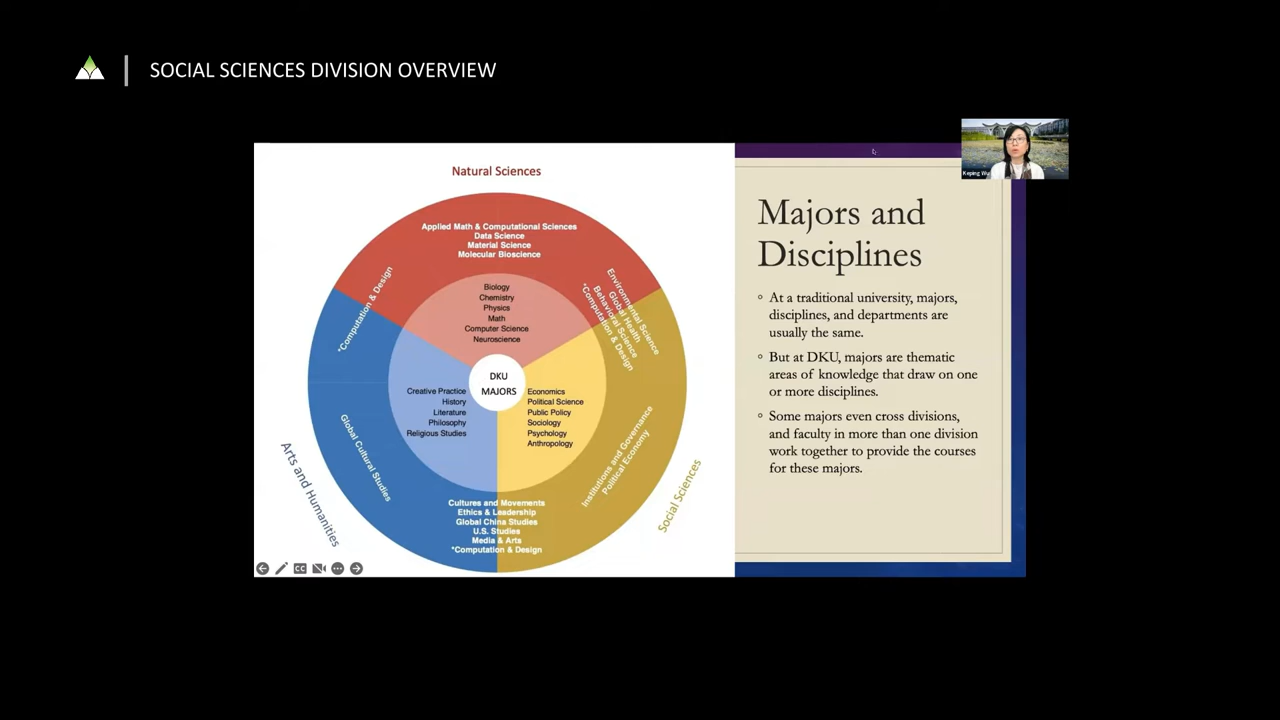 SOCIAL SCIENCES DIVISION OVERVIEW
Keping Wu
Natural Sciences
Applied Math & Computational Sciences
Data Science
Material Science
Molecular Bioscience
*Computation & Design
Environmental Science
Global Health
Behavioral Science
*Computation & Design
Biology
Chemistry
Physics
Math
Computer Science
Neuroscience
DKU
MAJORS
Creative Practice
History
Literature
Philosophy
Religious Studies
Economics
Political Science
Public Policy
Sociology
Psychology
Anthropology
Global Cultural Studies
Institutions and Governance
Political Economy
Arts and Humanities
Social Sciences
Cultures and Movements
Ethics & Leadership
Global China Studies
U.S. Studies
Media & Arts
*Computation & Design
CC
Majors and
Disciplines
At a traditional university, majors,
disciplines, and departments are
usually the same.
But at DKU, majors are thematic
areas of knowledge that draw on one
or more disciplines.
Some majors even cross divisions,
and faculty in more than one division
work together to provide the courses
for these majors.